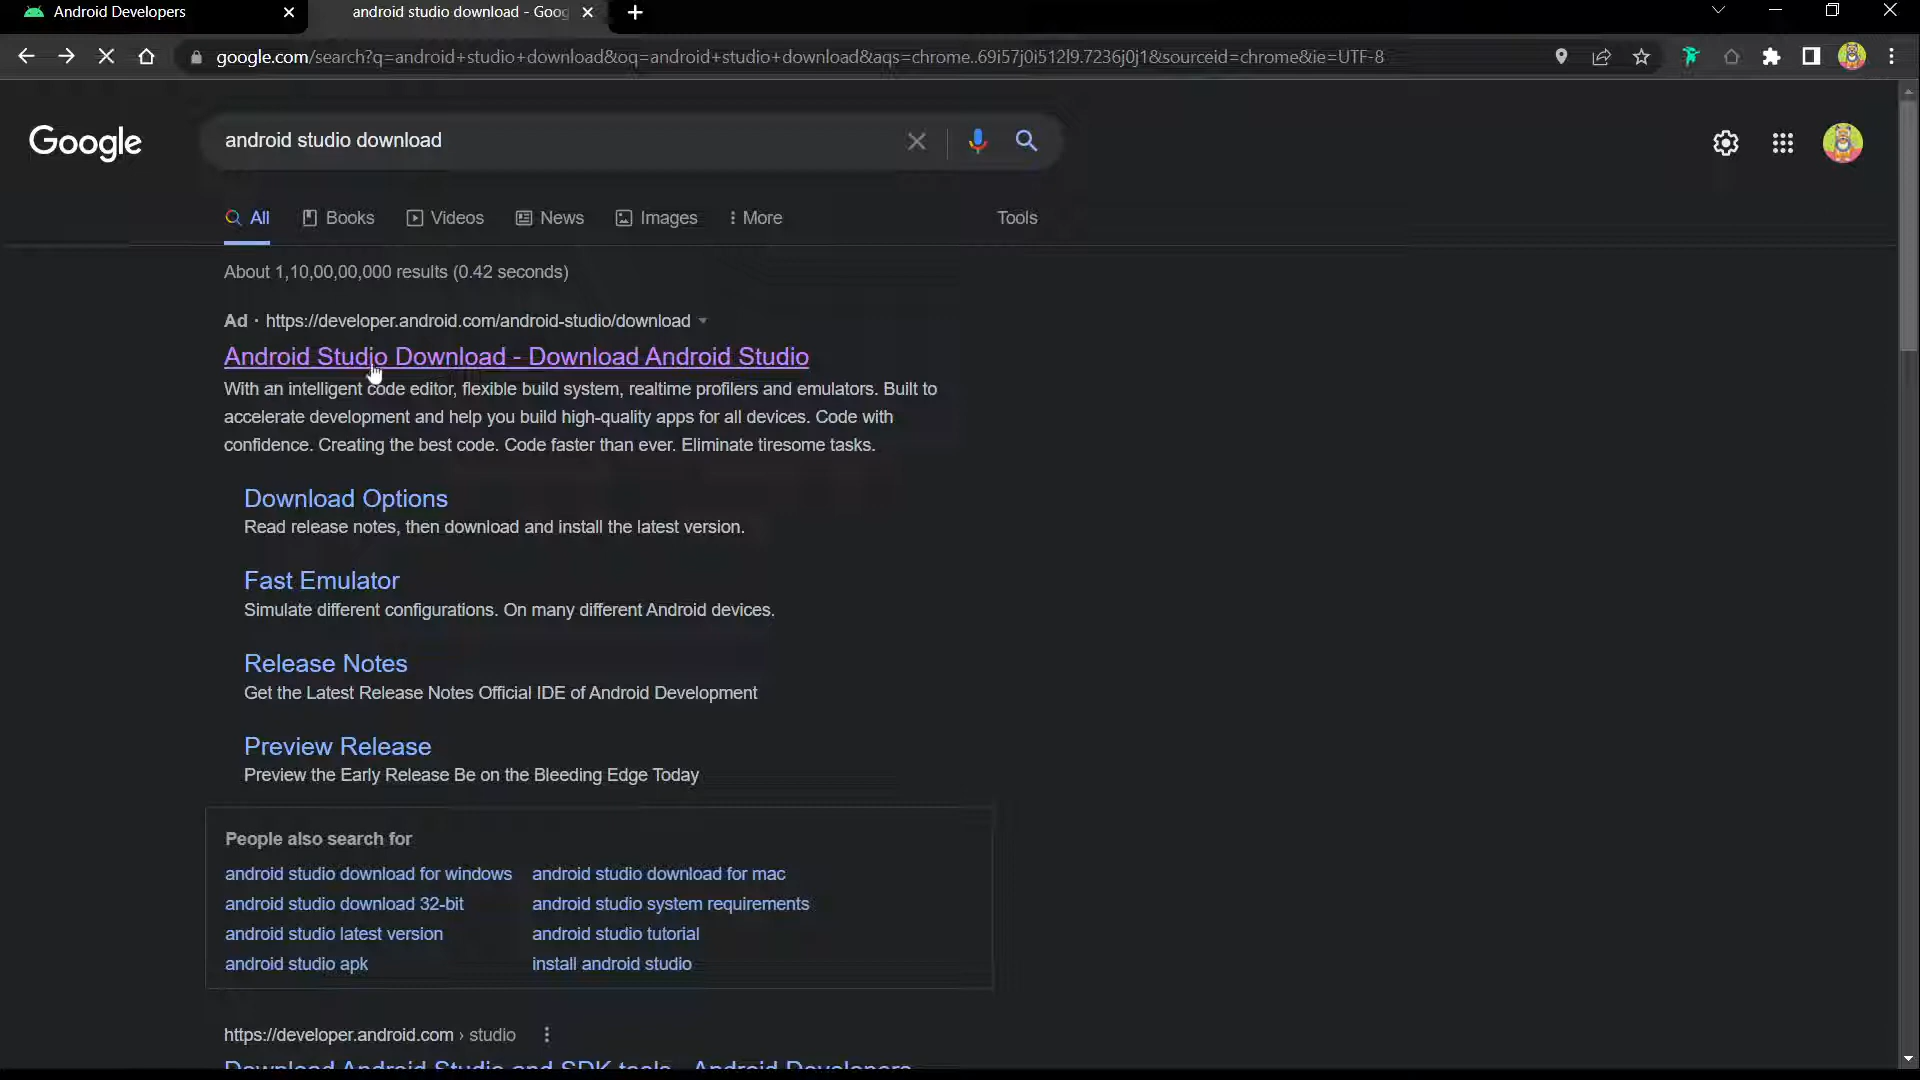 Android Developers
android studio download - Goog
google.com/search?q=android+studio+download&oq=android+studio+download&aqs=chrome..69i57j0i512l9.7236j0j1&sourceid=chrome&ie=UTF-8
Google
android studio download
All
Books
Videos
News
Images
More
Tools
About 1,10,00,00,000 results (0.42 seconds)
Ad · https://developer.android.com/android-studio/download
Android Studio Download - Download Android Studio
With an intelligent code editor, flexible build system, realtime profilers and emulators. Built to
accelerate development and help you build high-quality apps for all devices. Code with
confidence. Creating the best code. Code faster than ever. Eliminate tiresome tasks.
Download Options
Read release notes, then download and install the latest version.
Fast Emulator
Simulate different configurations. On many different Android devices.
Release Notes
Get the Latest Release Notes Official IDE of Android Development
Preview Release
Preview the Early Release Be on the Bleeding Edge Today
People also search for
android studio download for windows
android studio download for mac
android studio download 32-bit
android studio system requirements
android studio latest version
android studio tutorial
android studio apk
install android studio
https://developer.android.com › studio
Download Android Studio and SDK tools - Android Developers